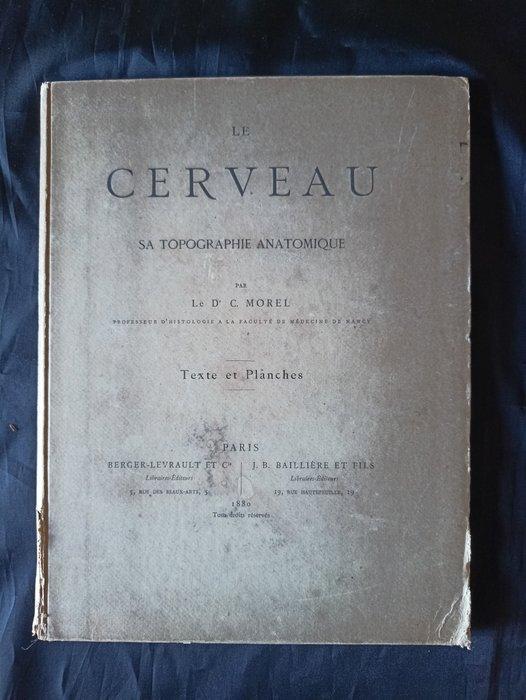 LE
CERVEAU
SA TOPOGRAPHIE ANATOMIQUE
PAR
LE Dr C. MOREL
PROFESSEUR D'HISTOLOGIE A LA FACULTÉ DE MÉDECINE DE NANCY
Texte et Planches
PARIS
BERGER-LEVRAULT ET Cie
Libraires-Éditeurs
5, RUE DES BEAUX-ARTS, 5
J. B. BAILLIÈRE ET FILS
Libraires-Éditeurs
19, RUE HAUTEFEUILLE, 19
1880
Tous droits réservés